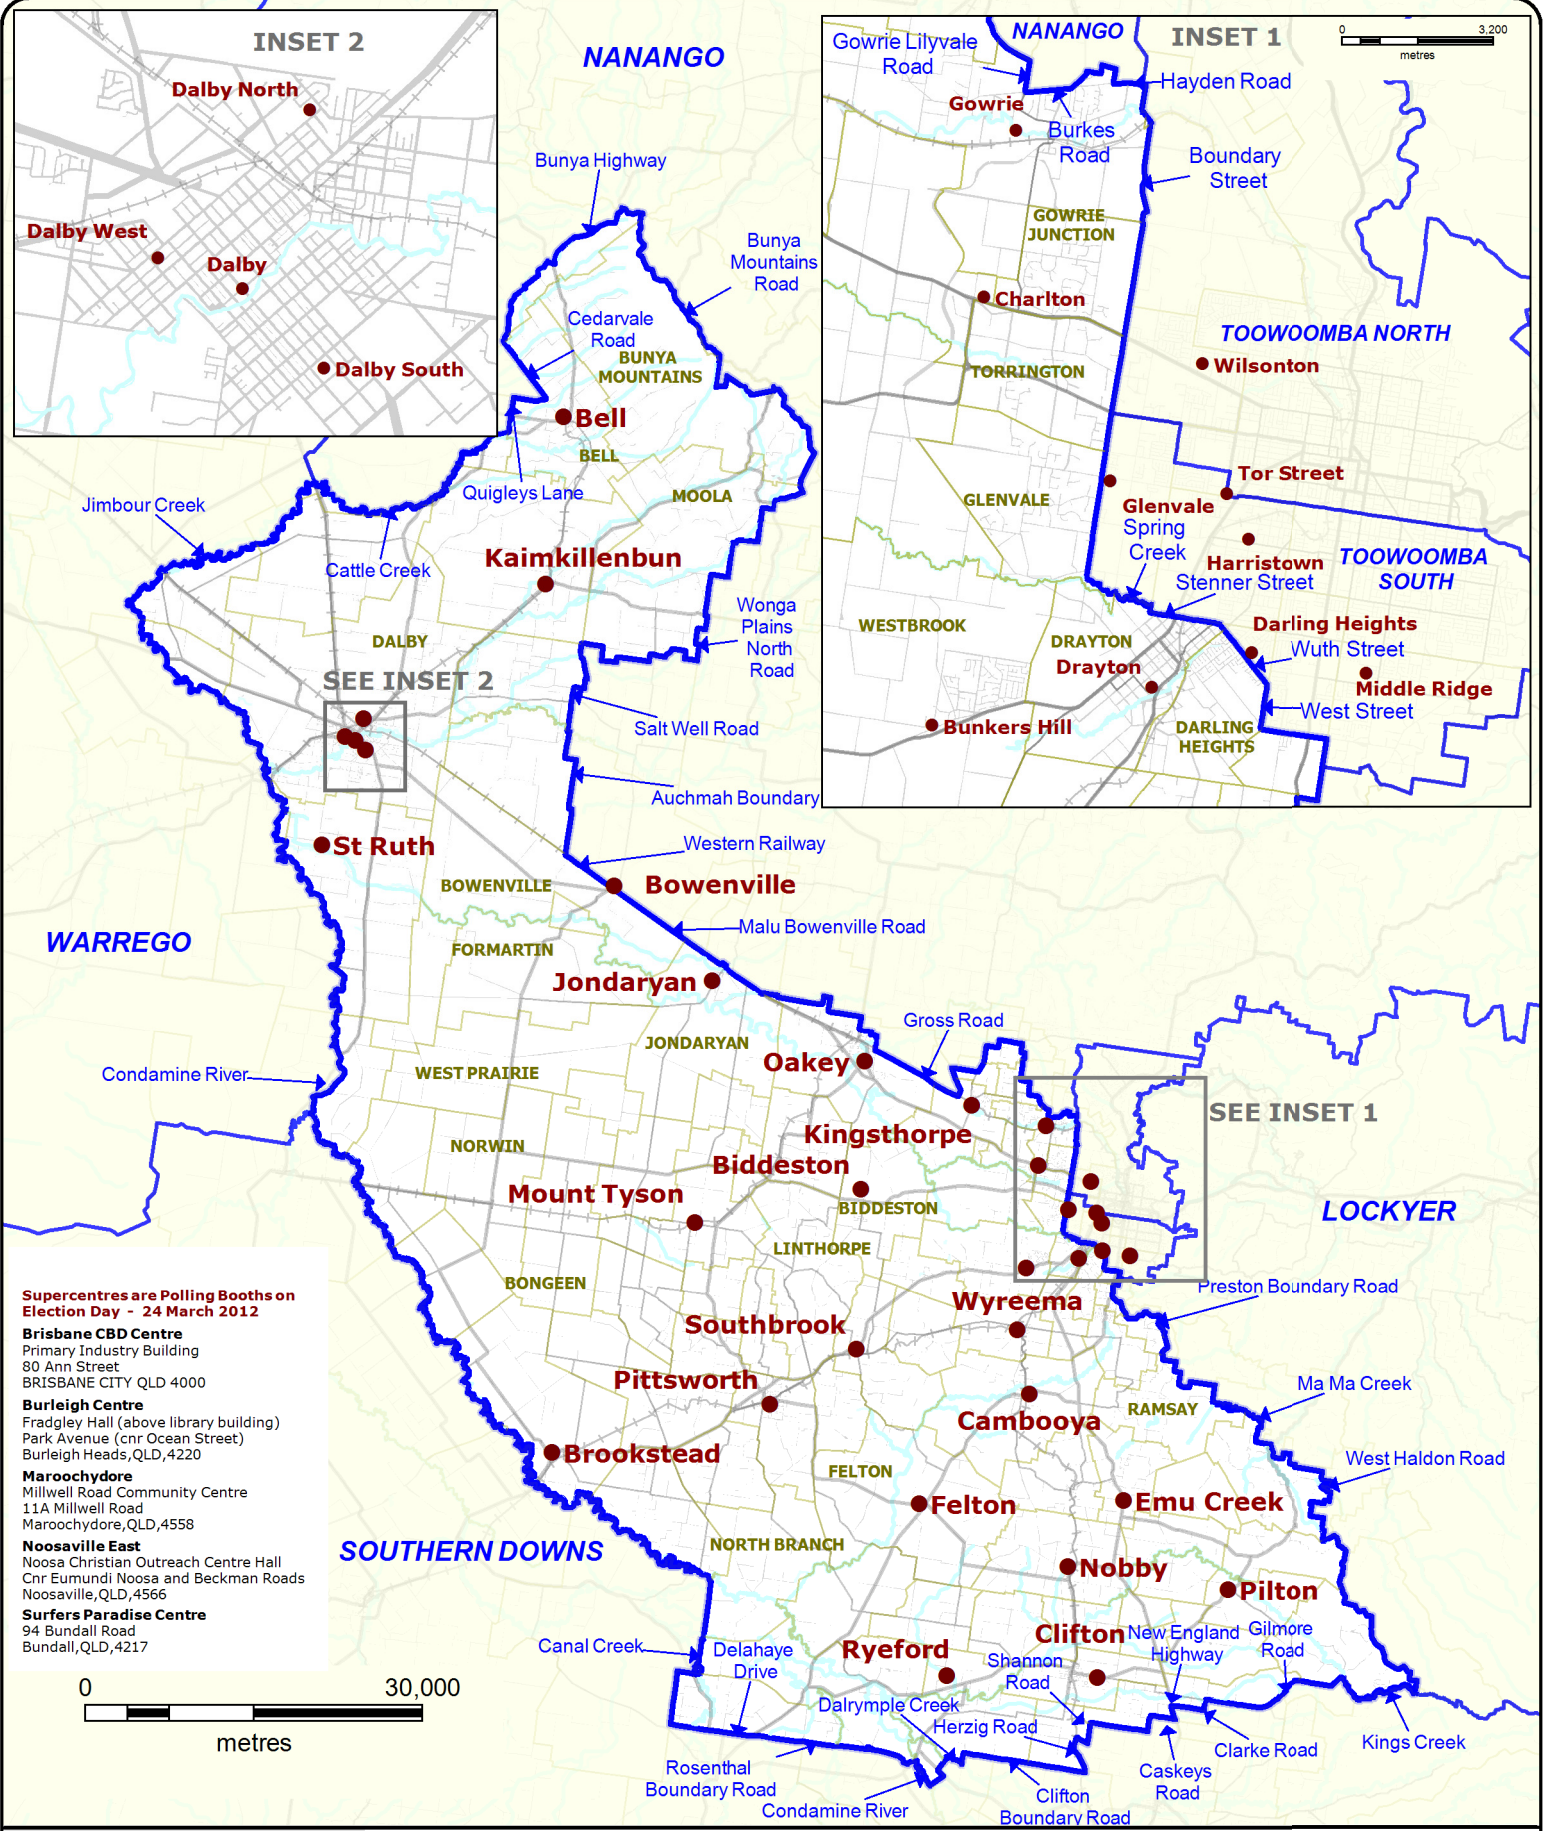 INSET 2
Dalby North
Dalby West
Dalby
Dalby South
NANANGO
Bunya Highway
Bunya
Mountains
Road
Cedarvale
Road
BUNYA
MOUNTAINS
Bell
BELL
Quigleys Lane
MOOLA
Jimbour Creek
Cattle Creek
Kaimkillenbun
Wonga
Plains
North
Road
DALBY
SEE INSET 2
Salt Well Road
Auchmah Boundary
Western Railway
St Ruth
BOWENVILLE
Bowenville
Malu Bowenville Road
WARREGO
FORMARTIN
Jondaryan
JONDARYAN
Gross Road
Oakey
Condamine River
WEST PRAIRIE
NORWIN
Kingsthorpe
SEE INSET 1
Biddeston
Mount Tyson
BIDDESTON
LINTHORPE
LOCKYER
BONGEEN
Preston Boundary Road
Wyreema
Southbrook
Pittsworth
Ma Ma Creek
Cambooya
RAMSAY
Brookstead
West Haldon Road
FELTON
Felton
Emu Creek
SOUTHERN DOWNS
NORTH BRANCH
Nobby
Pilton
Clifton
New England
Highway
Gilmore
Road
Canal Creek
Delahaye
Drive
Ryeford
Shannon
Road
Dalrymple Creek
Herzig Road
Rosenthal
Boundary Road
Condamine River
Clifton
Boundary Road
Caskeys
Road
Clarke Road
Kings Creek
INSET 1
0 3,200
metres
NANANGO
Gowrie Lilyvale
Road
Hayden Road
Gowrie
Burkes
Road
Boundary
Street
GOWRIE
JUNCTION
Charlton
TOOWOOMBA NORTH
Wilsonton
TORRINGTON
Tor Street
GLENVALE
Glenvale
Spring
Creek
Harristown
TOOWOOMBA
SOUTH
Stenner Street
WESTBROOK
DRAYTON
Darling Heights
Wuth Street
Drayton
Middle Ridge
West Street
Bunkers Hill
DARLING
HEIGHTS
Supercentres are Polling Booths on
Election Day - 24 March 2012
Brisbane CBD Centre
Primary Industry Building
80 Ann Street
BRISBANE CITY QLD 4000
Burleigh Centre
Fradgley Hall (above library building)
Park Avenue (cnr Ocean Street)
Burleigh Heads,QLD,4220
Maroochydore
Millwell Road Community Centre
11A Millwell Road
Maroochydore,QLD,4558
Noosaville East
Noosa Christian Outreach Centre Hall
Cnr Eumundi Noosa and Beckman Roads
Noosaville,QLD,4566
Surfers Paradise Centre
94 Bundall Road
Bundall,QLD,4217
0 30,000
metres